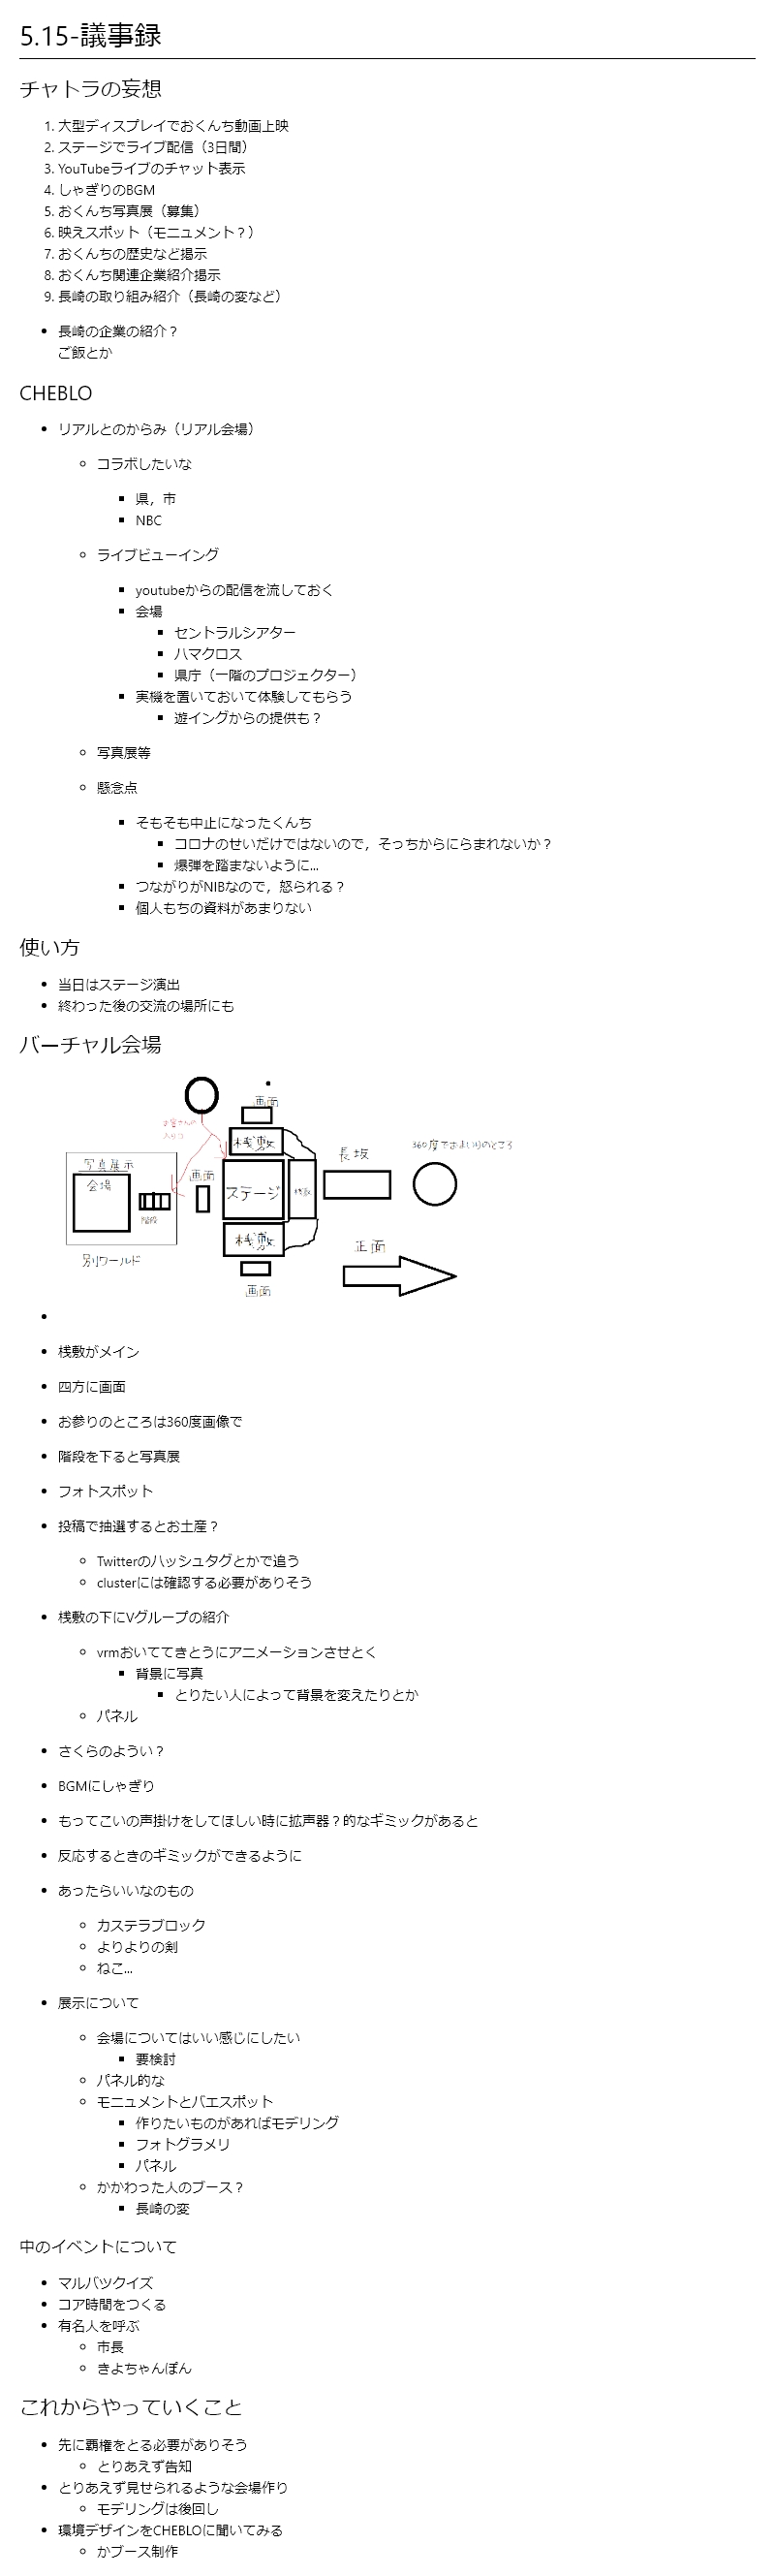 5.15-議事録
チャトラの妄想
1. 大型ディスプレイでおくんち動画上映
2. ステージでライブ配信（3日間）
3. YouTubeライブのチャット表示
4. しゃぎりのBGM
5. おくんち写真展（募集）
6. 映えスポット（モニュメント？）
7. おくんちの歴史など掲示
8. おくんち関連企業紹介掲示
9. 長崎の取り組み紹介（長崎の変など）
長崎の企業の紹介？
ご飯とか
CHEBLO
リアルとのからみ（リアル会場）
コラボしたいな
県，市
NBC
ライブビューイング
youtubeからの配信を流しておく
会場
セントラルシアター
ハマクロス
県庁（一階のプロジェクター）
実機を置いておいて体験してもらう
遊イングからの提供も？
写真展等
懸念点
そもそも中止になったくんち
コロナのせいだけではないので，そっちからにらまれないか？
爆弾を踏まないように...
つながりがNIBなので，怒られる？
個人もちの資料があまりない
使い方
当日はステージ演出
終わった後の交流の場所にも
バーチャル会場
画面
お客さんの
入り口
桟敷
長坂
360度でお参りのところ
写真展示
会場
階段
画面
ステージ
桟敷
桟敷
正面
別ワールド
画面
桟敷がメイン
四方に画面
お参りのところは360度画像で
階段を下ると写真展
フォトスポット
投稿で抽選するとお土産？
Twitterのハッシュタグとかで追う
clusterには確認する必要がありそう
桟敷の下にVグループの紹介
vrmおいててきとうにアニメーションさせとく
背景に写真
とりたい人によって背景を変えたりとか
パネル
さくらのようい？
BGMにしゃぎり
もってこいの声掛けをしてほしい時に拡声器？的なギミックがあると
反応するときのギミックができるように
あったらいいなのもの
カステラブロック
よりよりの剣
ねこ...
展示について
会場についてはいい感じにしたい
要検討
パネル的な
モニュメントとバエスポット
作りたいものがあればモデリング
フォトグラメリ
パネル
かかわった人のブース？
長崎の変
中のイベントについて
マルバツクイズ
コア時間をつくる
有名人を呼ぶ
市長
きよちゃんぽん
これからやっていくこと
先に覇権をとる必要がありそう
とりあえず告知
とりあえず見せられるような会場作り
モデリングは後回し
環境デザインをCHEBLOに聞いてみる
かブース制作